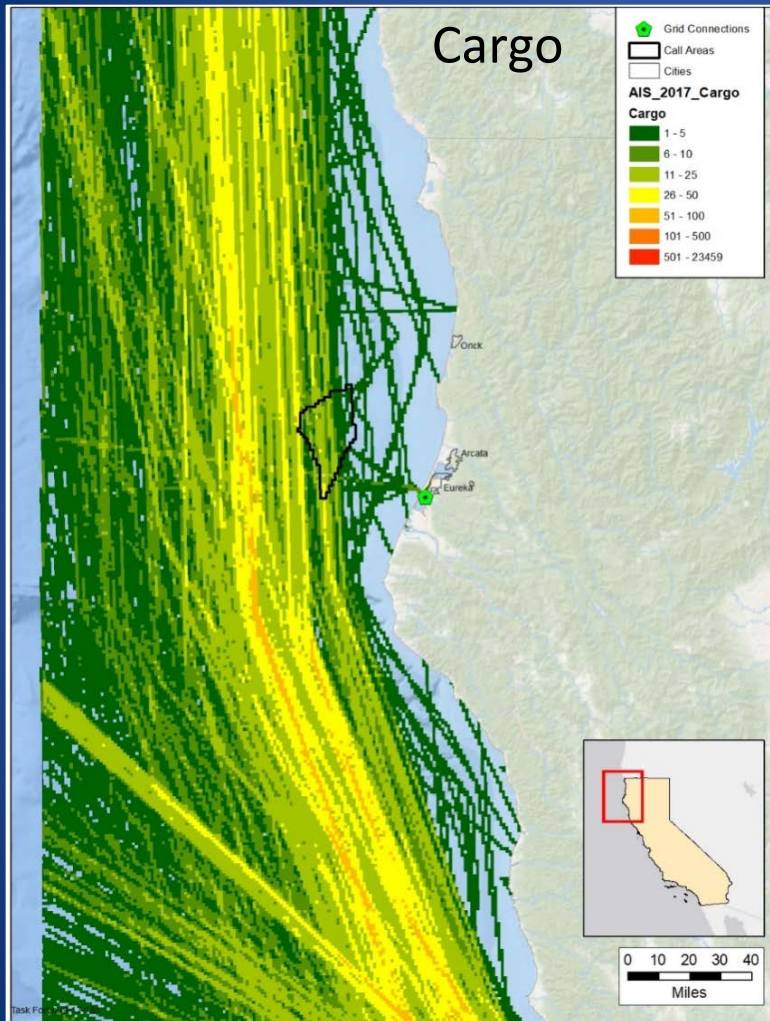 Cargo
Grid Connections
Call Areas
Cities
AIS_2017_Cargo
Cargo
1 - 5
6 - 10
11 - 25
26 - 50
51 - 100
101 - 500
501 - 23459
Orick
Arcata
Eureka
0 10 20 30 40
Miles
Task